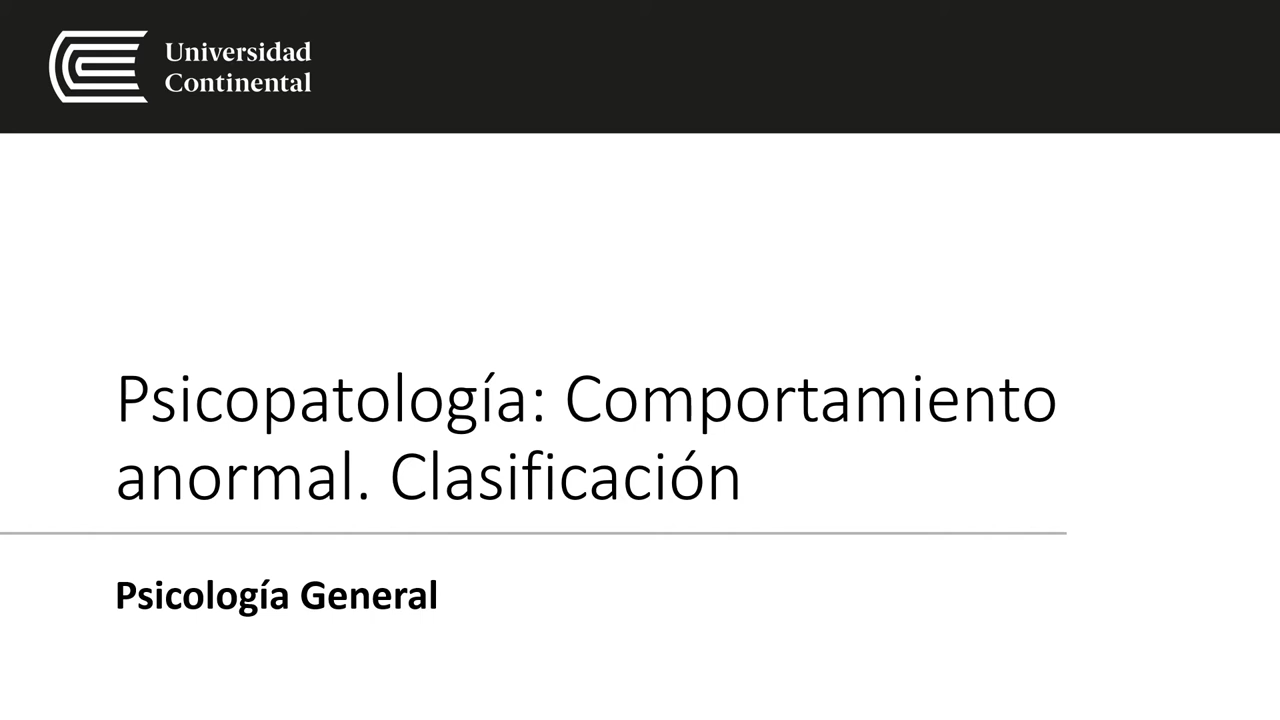 Universidad
Continental
Psicopatología: Comportamiento
anormal. Clasificación
Psicología General